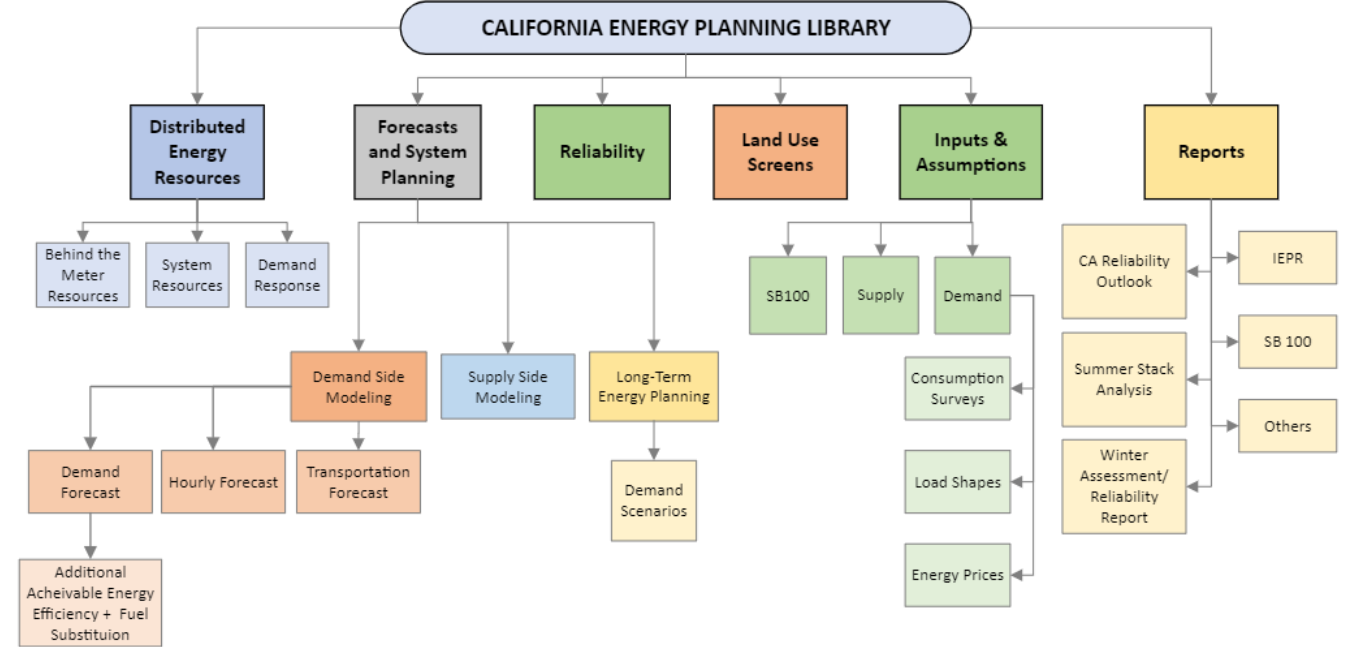 CALIFORNIA ENERGY PLANNING LIBRARY
Distributed
Energy
Resources
Forecasts
and System
Planning
Reliability
Land Use
Screens
Inputs &
Assumptions
Reports
Behind the
Meter
Resources
System
Resources
Demand
Response
SB100
Supply
Demand
CA Reliability
Outlook
IEPR
SB 100
Summer Stack
Analysis
Others
Winter
Assessment/
Reliability
Report
Demand Side
Modeling
Supply Side
Modeling
Long-Term
Energy Planning
Consumption
Surveys
Load Shapes
Energy Prices
Demand
Forecast
Hourly Forecast
Transportation
Forecast
Demand
Scenarios
Additional
Acheivable Energy
Efficiency + Fuel
Substituion